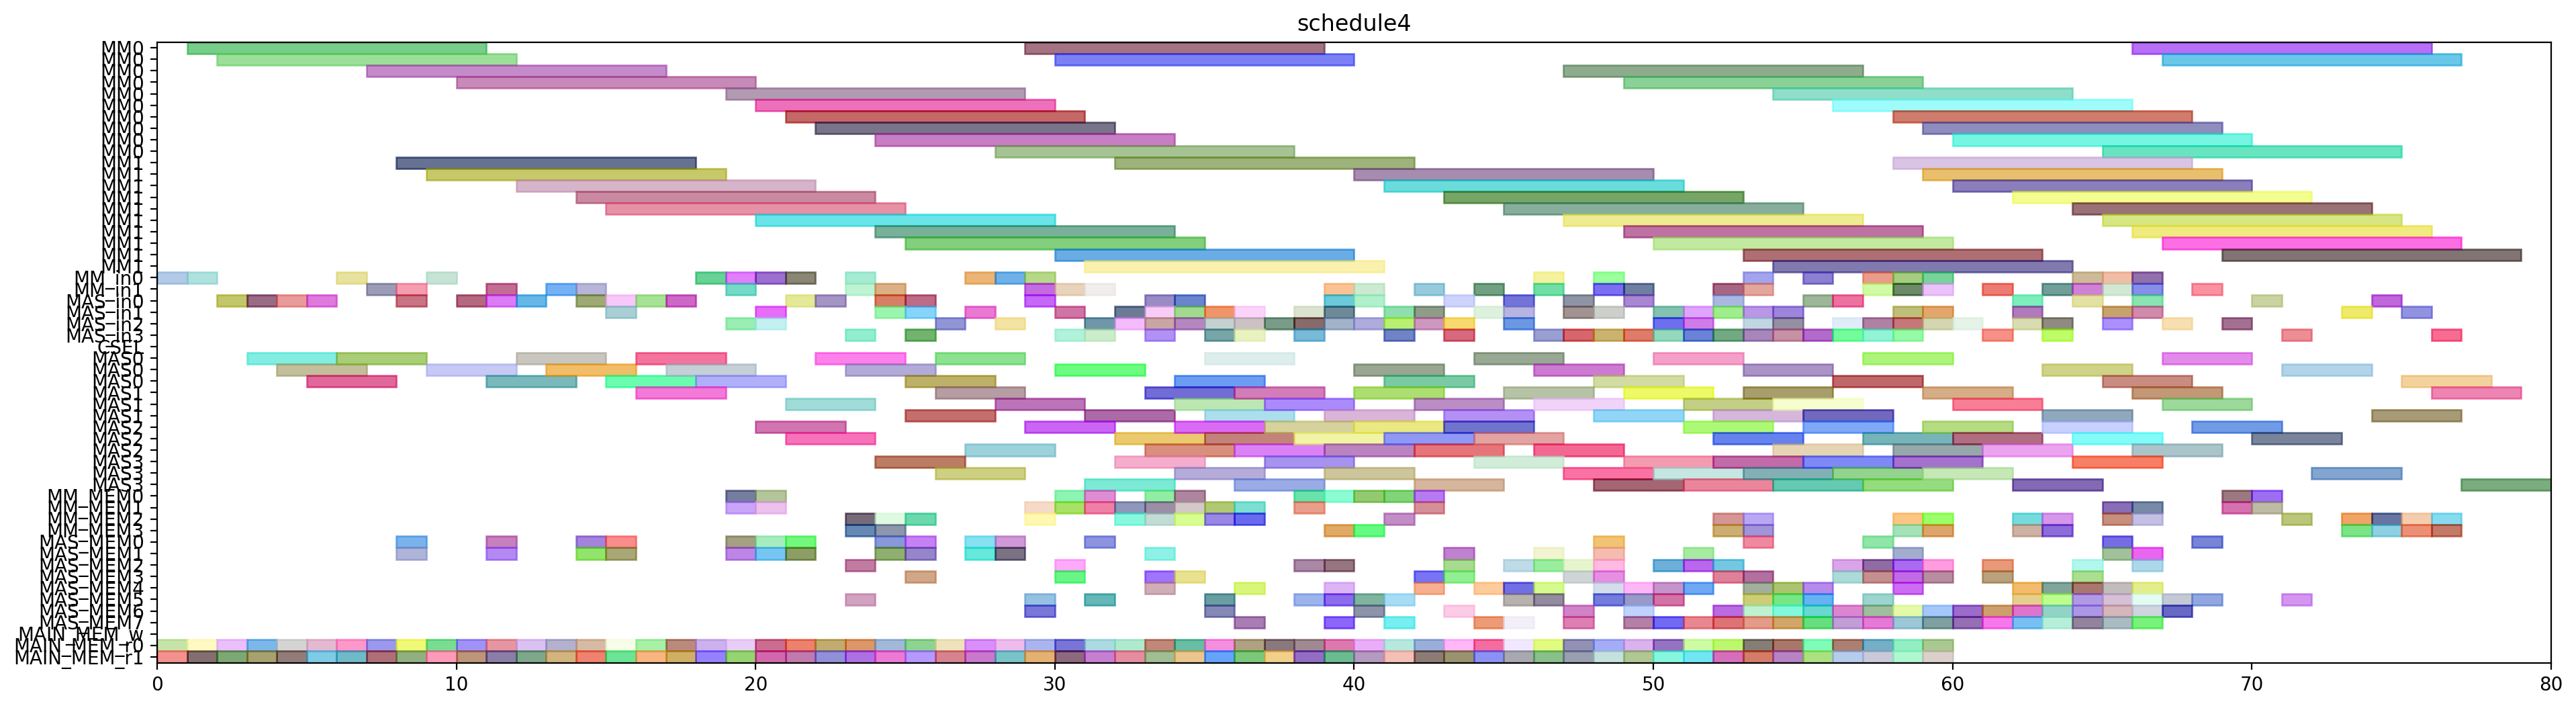 schedule4
MM0
MM0
MM0
MM0
MM0
MM0
MM0
MM0
MM0
MM0
MM1
MM1
MM1
MM1
MM1
MM1
MM1
MM1
MM1
MM1
MM_in0
MM_in1
MAS_in0
MAS_in1
MAS_in2
MAS_in3
CSEL
MAS0
MAS0
MAS0
MAS1
MAS1
MAS1
MAS2
MAS2
MAS2
MAS3
MAS3
MAS3
MM_MEM0
MM_MEM1
MM_MEM2
MM_MEM3
MAS_MEM0
MAS_MEM1
MAS_MEM2
MAS_MEM3
MAS_MEM4
MAS_MEM5
MAS_MEM6
MAS_MEM7
MAIN_MEM_w
MAIN_MEM_r0
MAIN_MEM_r1
0 10 20 30 40 50 60 70 80